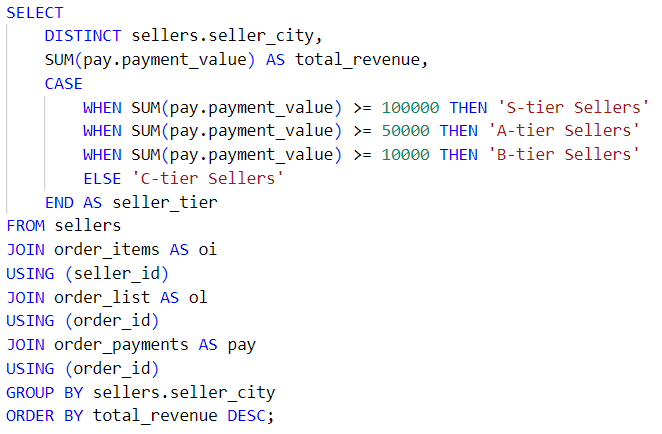 SELECT
DISTINCT sellers.seller_city,
SUM(pay.payment_value) AS total_revenue,
CASE
WHEN SUM(pay.payment_value) >= 100000 THEN 'S-tier Sellers'
WHEN SUM(pay.payment_value) >= 50000 THEN 'A-tier Sellers'
WHEN SUM(pay.payment_value) >= 10000 THEN 'B-tier Sellers'
ELSE 'C-tier Sellers'
END AS seller_tier
FROM sellers
JOIN order_items AS oi
USING (seller_id)
JOIN order_list AS ol
USING (order_id)
JOIN order_payments AS pay
USING (order_id)
GROUP BY sellers.seller_city
ORDER BY total_revenue DESC;